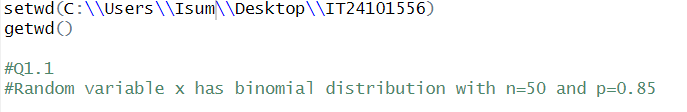 setwd(C:\\Users\\Isum\\Desktop\\IT24101556)
getwd()
#Q1.1
#Random variable x has binomial distribution with n=50 and p=0.85